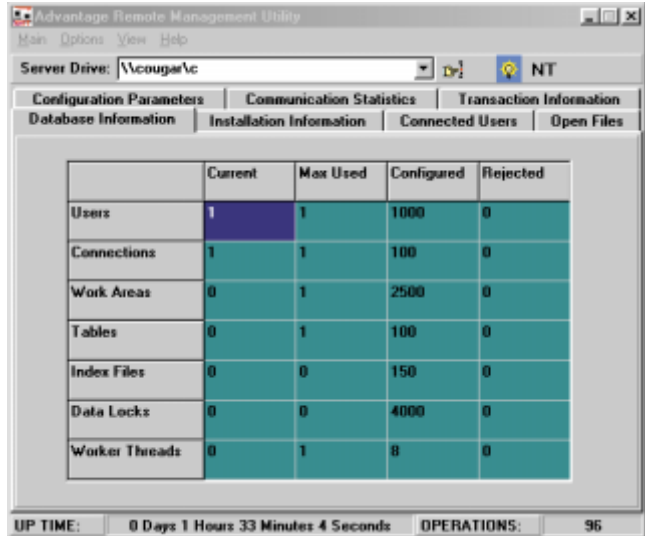 Advantage Remote Management Utility
Main Options View Help
Server Drive: \\cougar\c NT
Configuration Parameters Communication Statistics Transaction Information
Database Information Installation Information Connected Users Open Files
Current Max Used Configured Rejected
Users 1 1 1000 0
Connections 1 1 100 0
Work Areas 0 1 2500 0
Tables 0 1 100 0
Index Files 0 0 150 0
Data Locks 0 0 4000 0
Worker Threads 0 1 8 0
UP TIME: 0 Days 1 Hours 33 Minutes 4 Seconds OPERATIONS: 96